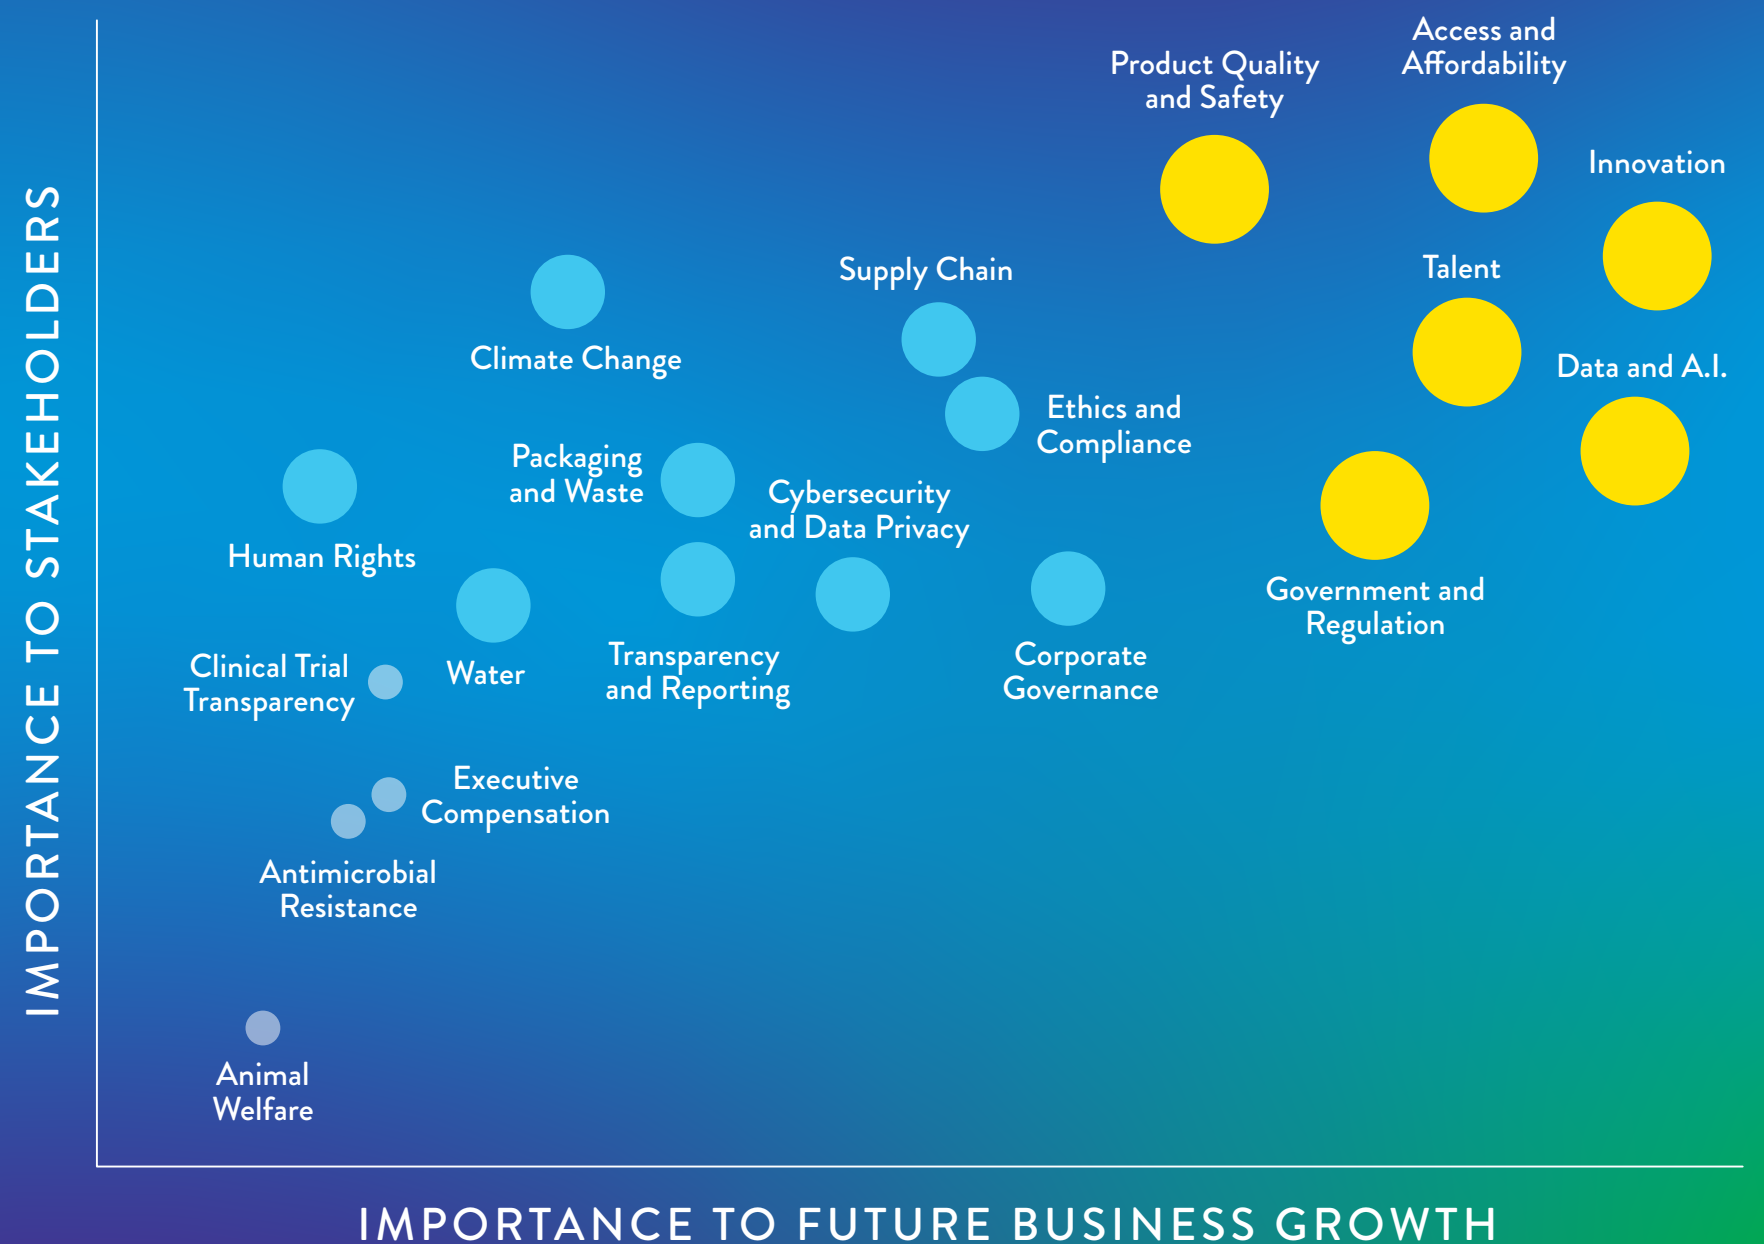 Access and
Affordability
Product Quality
and Safety
Innovation
Talent
Supply Chain
Climate Change
Data and A.I.
Ethics and
Compliance
Packaging
and Waste
Cybersecurity
and Data Privacy
Human Rights
Government and
Regulation
Transparency
and Reporting
Corporate
Governance
Water
Clinical Trial
Transparency
Executive
Compensation
Antimicrobial
Resistance
Animal
Welfare
IMPORTANCE TO STAKEHOLDERS
IMPORTANCE TO FUTURE BUSINESS GROWTH